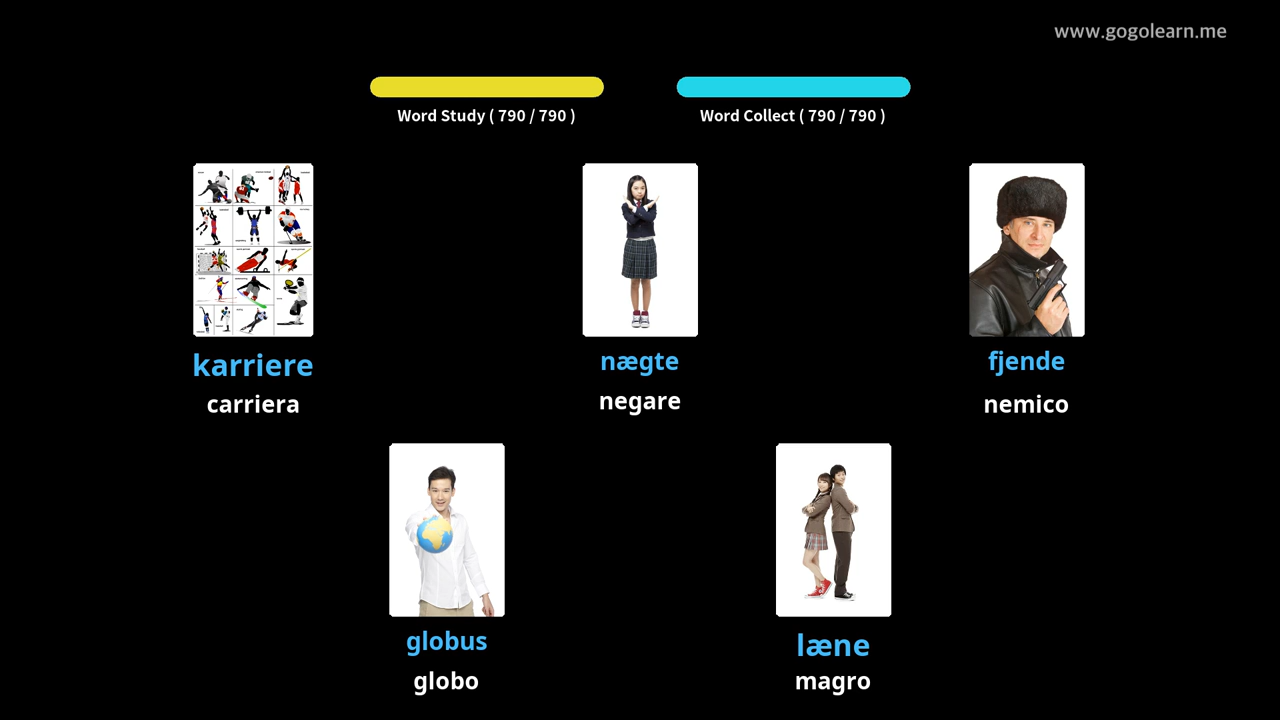 www.gogolearn.me
Word Study ( 790 / 790 )
Word Collect ( 790 / 790 )
karriere
carriera
nægte
negare
fjende
nemico
globus
globo
læne
magro